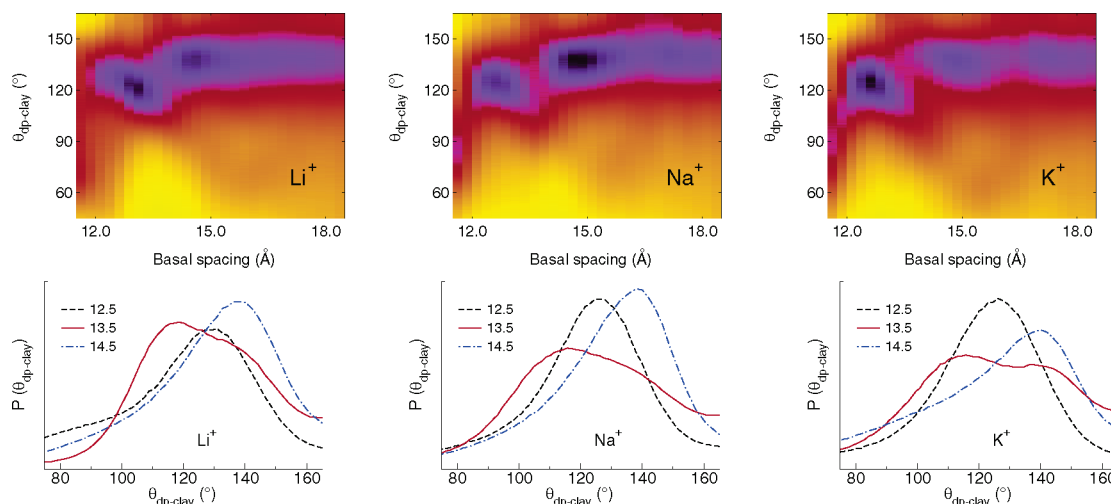 150
120
90
60
θdp-clay (°)
Li+
12.0 15.0 18.0
Basal spacing (Å)
150
120
90
60
θdp-clay (°)
Na+
12.0 15.0 18.0
Basal spacing (Å)
150
120
90
60
θdp-clay (°)
K+
12.0 15.0 18.0
Basal spacing (Å)
12.5
13.5
14.5
P (θdp-clay)
Li+
80 100 120 140 160
θdp-clay (°)
12.5
13.5
14.5
P (θdp-clay)
Na+
80 100 120 140 160
θdp-clay (°)
12.5
13.5
14.5
P (θdp-clay)
K+
80 100 120 140
θdp-clay (°)